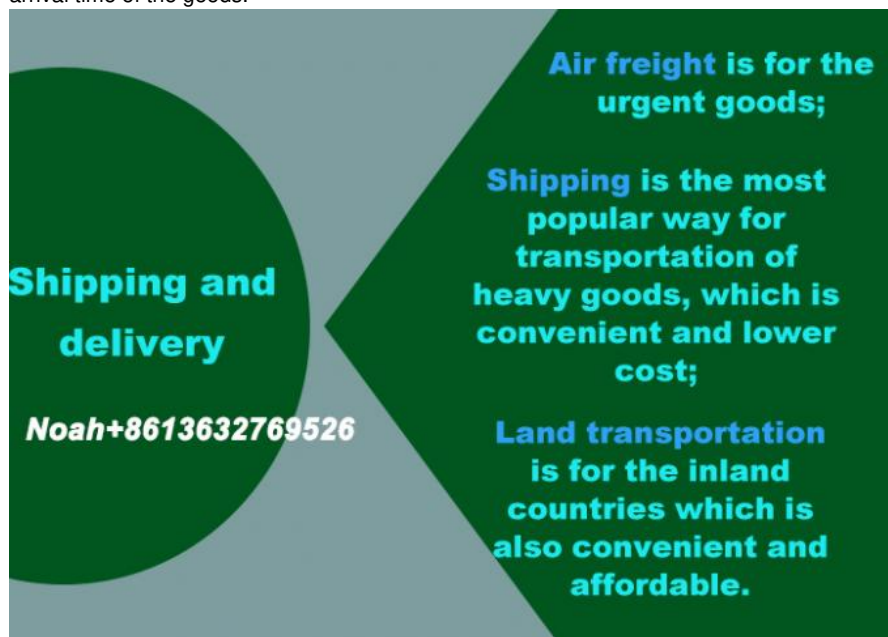 arrival time of the goods.
Shipping and
delivery
Noah+8613632769526
Air freight is for the
urgent goods;
Shipping is the most
popular way for
transportation of
heavy goods, which is
convenient and lower
cost;
Land transportation
is for the inland
countries which is
also convenient and
affordable.